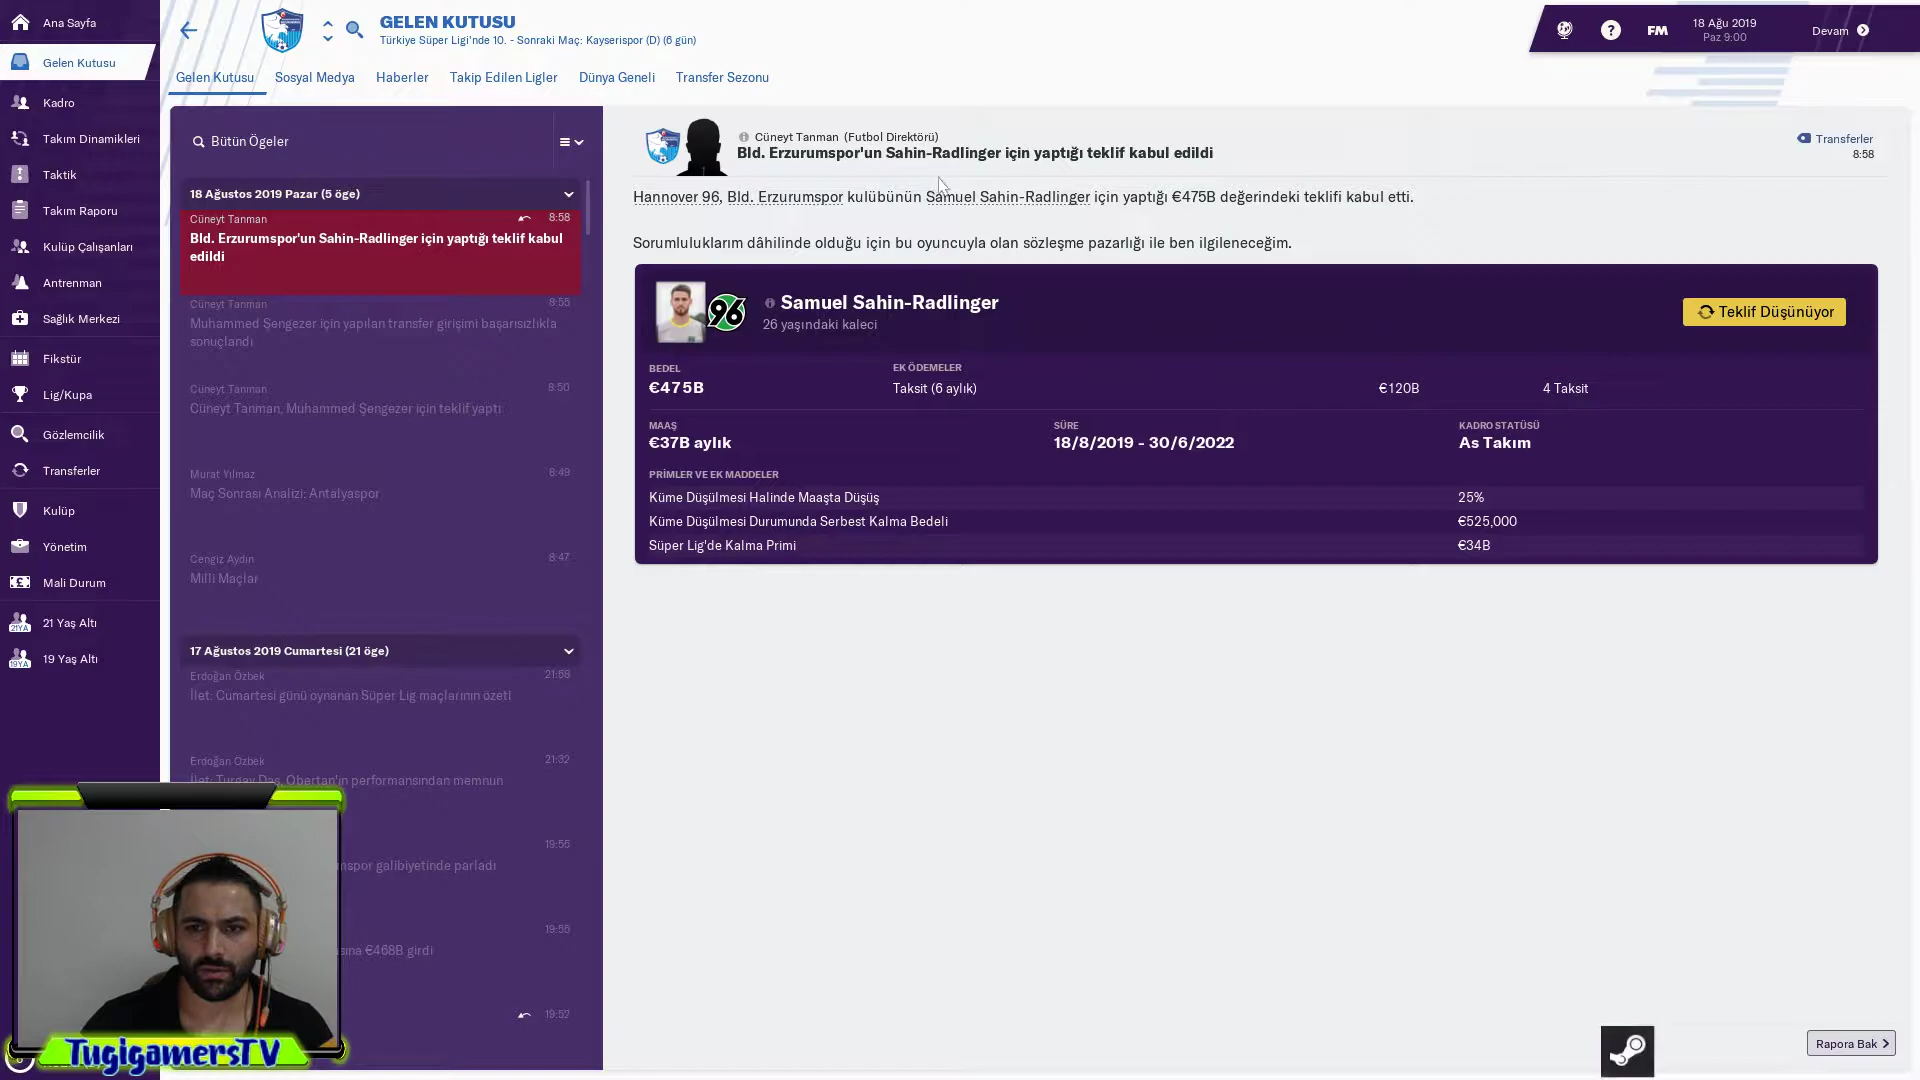 Ana Sayfa
Gelen Kutusu
Kadro
Takım Dinamikleri
Taktik
Takım Raporu
Kulüp Çalışanları
Antrenman
Sağlık Merkezi
Fikstür
Lig/Kupa
Gözlemcilik
Transferler
Kulüp
Yönetim
Mali Durum
21YA 21 Yaş Altı
19YA 19 Yaş Altı
GELEN KUTUSU
Türkiye Süper Ligi'nde 10. - Sonraki Maç: Kayserispor (D) (6 gün)
FM
18 Ağu 2019
Paz 9:00
Devam
Gelen Kutusu Sosyal Medya Haberler Takip Edilen Ligler Dünya Geneli Transfer Sezonu
Bütün Ögeler
18 Ağustos 2019 Pazar (5 öge)
Cüneyt Tanman 8:58
Bld. Erzurumspor'un Sahin-Radlinger için yaptığı teklif kabul
edildi
Cüneyt Tanman 8:55
Muhammed Şengezer için yapılan transfer girişimi başarısızlıkla
sonuçlandı
Cüneyt Tanman 8:50
Cüneyt Tanman, Muhammed Şengezer için teklif yaptı
Murat Yılmaz 8:49
Maç Sonrası Analizi: Antalyaspor
Cengiz Aydın 8:47
Milli Maçlar
17 Ağustos 2019 Cumartesi (21 öge)
Erdoğan Özbek 21:58
İlet: Cumartesi günü oynanan Süper Lig maçlarının özeti
Erdoğan Özbek 21:32
İlet: Turgay Daş, Obertan'ın performansından memnun
19:56
mspor galibiyetinde parladı
19:56
sına €468B girdi
19:52
TugigamersTV
Cüneyt Tanman (Futbol Direktörü)
Bld. Erzurumspor'un Sahin-Radlinger için yaptığı teklif kabul edildi
Transferler
8:58
Hannover 96, Bld. Erzurumspor kulübünün Samuel Sahin-Radlinger için yaptığı €475B değerindeki teklifi kabul etti.
Sorumluluklarım dâhilinde olduğu için bu oyuncuyla olan sözleşme pazarlığı ile ben ilgileneceğim.
96
Samuel Sahin-Radlinger
26 yaşındaki kaleci
Teklif Düşünüyor
BEDEL EK ÖDEMELER
€475B Taksit (6 aylık) €120B 4 Taksit
MAAŞ SÜRE KADRO STATÜSÜ
€37B aylık 18/8/2019 - 30/6/2022 As Takım
PRİMLER VE EK MADDELER
Küme Düşülmesi Halinde Maaşta Düşüş 25%
Küme Düşülmesi Durumunda Serbest Kalma Bedeli €525,000
Süper Lig'de Kalma Primi €34B
Rapora Bak